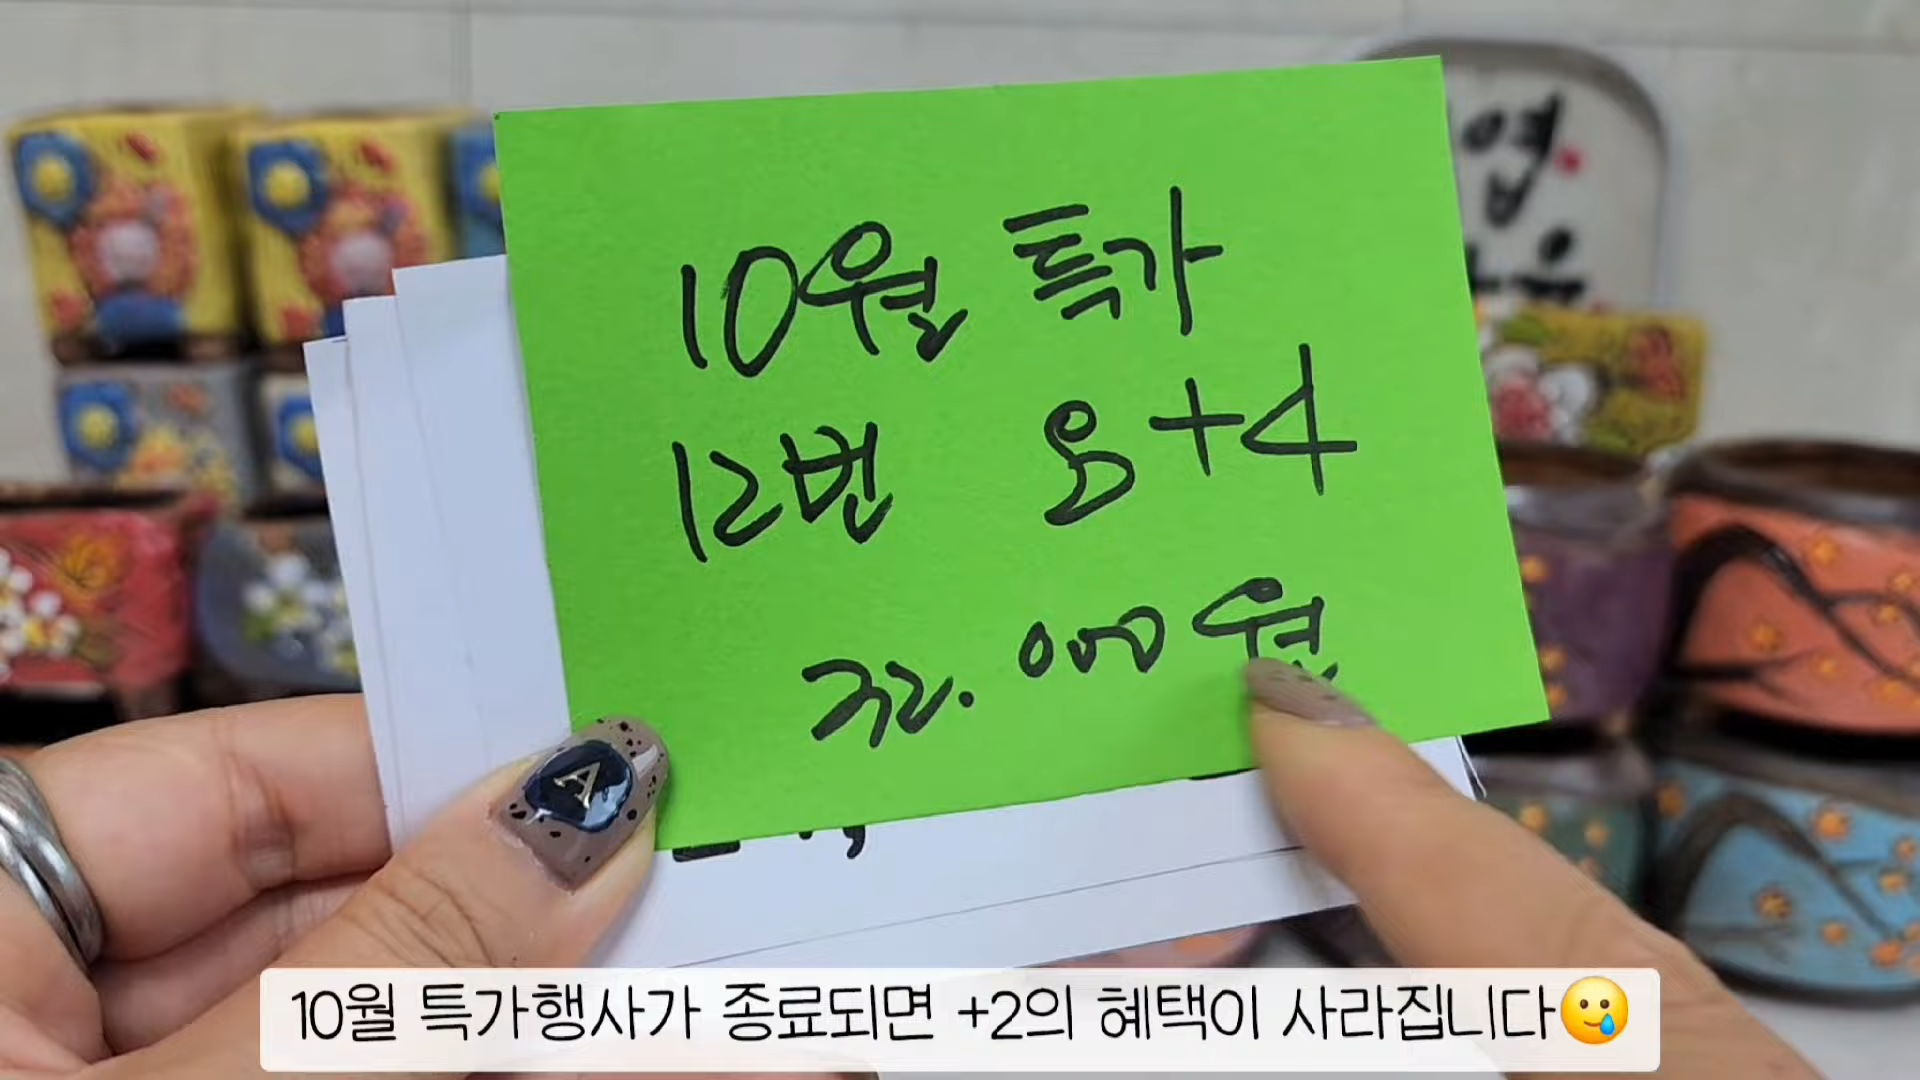 10월 특가
12번 8+4
32.000원
A
10월 특가행사가 종료되면 +2의 혜택이 사라집니다🥲